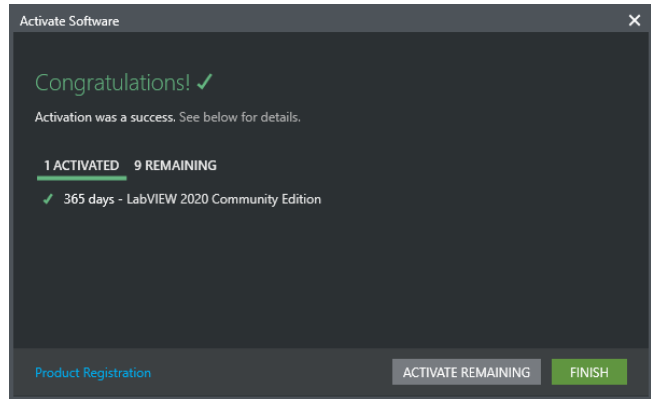 Activate Software
Congratulations!
Activation was a success. See below for details.
1 ACTIVATED 9 REMAINING
365 days - LabVIEW 2020 Community Edition
Product Registration ACTIVATE REMAINING FINISH